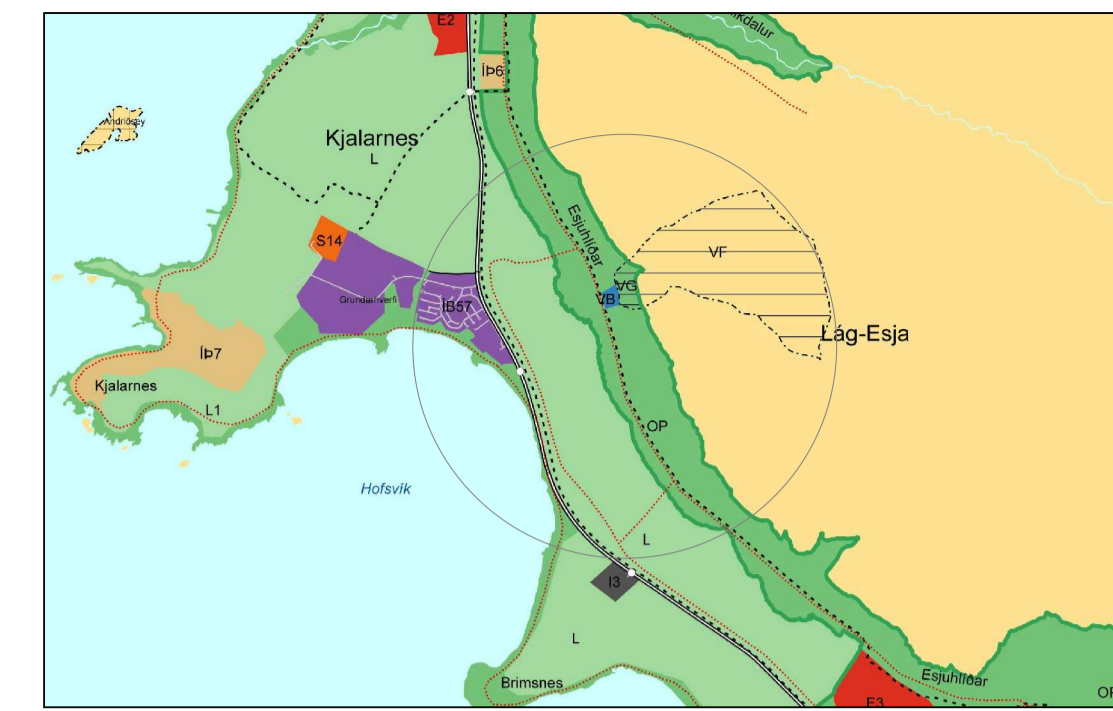 E2
ÍÞ6
Andriðsey
Kjalarnes
L
Esjuhlíðar
S14
VF
Grundarhverfi
ÍB57
VG
VB
Lág-Esja
ÍÞ7
Kjalarnes
L1
OP
Hofsvík
L
I3
L
Brimsnes
Esjuhlíðar
E3